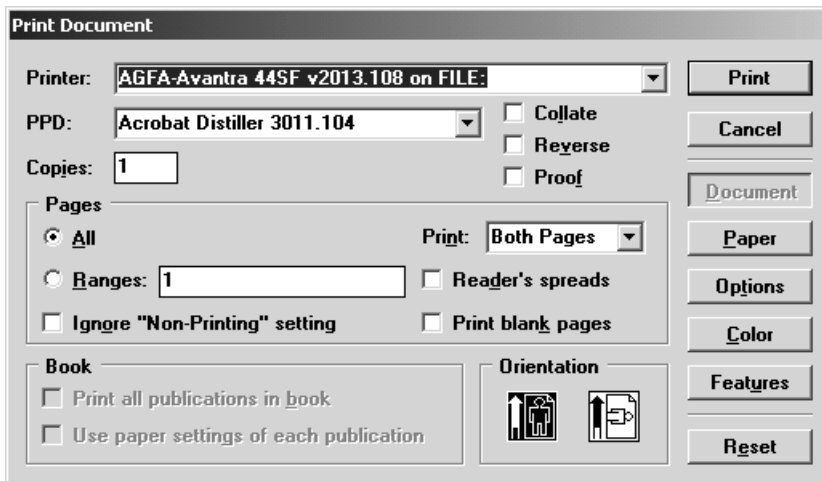 Print Document
Printer: AGFA-Avantra 44SF v2013.108 on FILE: Print
PPD: Acrobat Distiller 3011.104 Collate Cancel
Reverse
Copies: 1 Proof
Document
Pages
All Print: Both Pages Paper
Ranges: 1 Reader's spreads Options
Ignore "Non-Printing" setting Print blank pages Color
Book Orientation
Print all publications in book Features
Use paper settings of each publication Reset